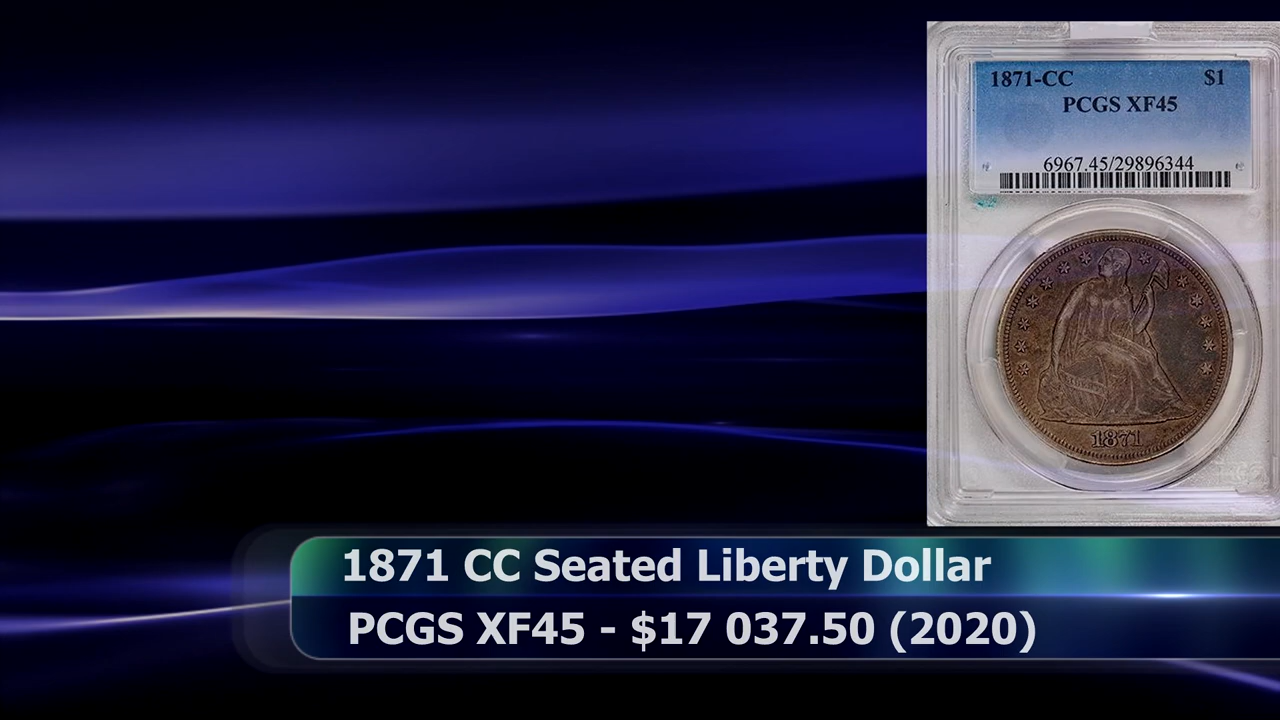 1871-CC $1
PCGS XF45
6967.45/29896344
1871
1871 CC Seated Liberty Dollar
PCGS XF45 - $17 037.50 (2020)